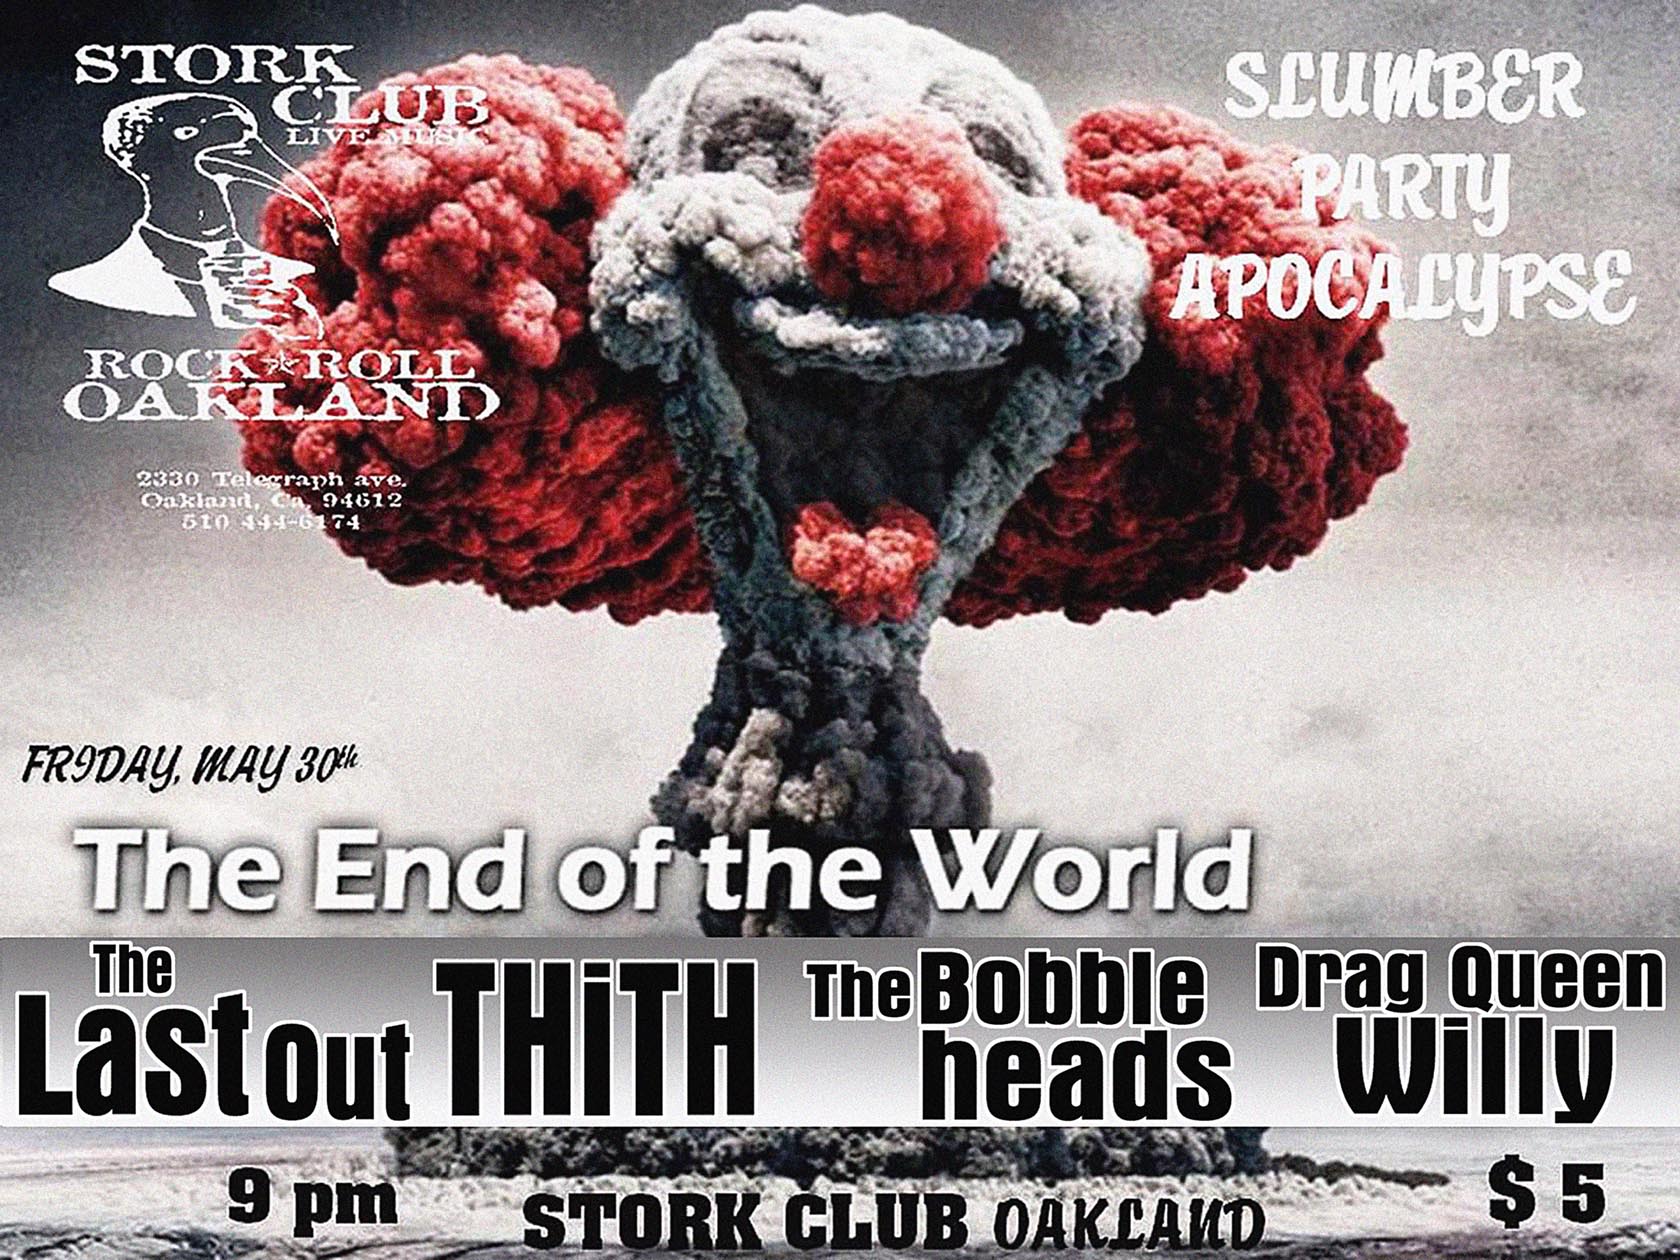 STORK
CLUB
LIVE MUSIC
ROCK ROLL
OAKLAND
2330 Telegraph ave.
Oakland, Ca, 94612
510 444-6174
SLUMBER
PARTY
APOCALYPSE
FRIDAY, MAY 30th
The End of the World
The
Last out
THiTH
The Bobble
heads
Drag Queen
Willy
9 pm
STORK CLUB OAKLAND
$ 5